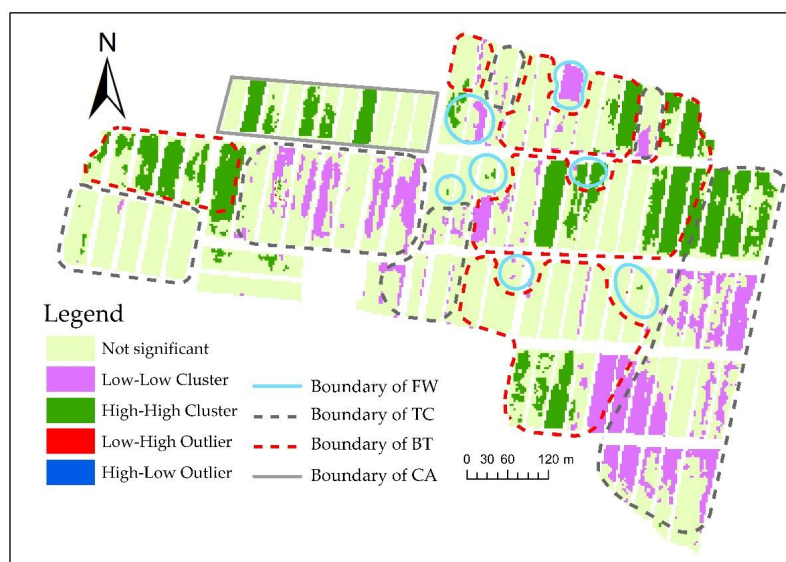 N
Legend
Not significant
Low-Low Cluster
High-High Cluster
Low-High Outlier
High-Low Outlier
Boundary of FW
Boundary of TC
Boundary of BT
Boundary of CA
0 30 60 120 m